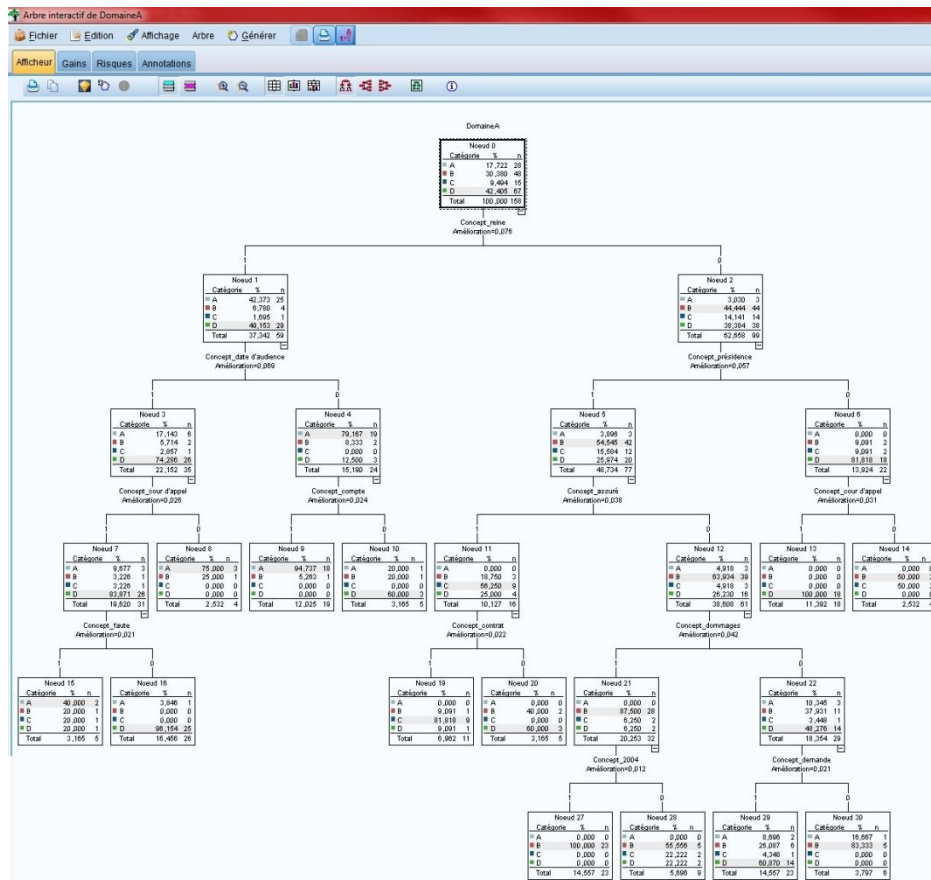 Arbre interactif de DomaineA
Fichier Edition Affichage Arbre Générer
Afficheur Gains Risques Annotations
DomaineA
Noeud 0
Catégorie % n
A 17,722 28
B 30,380 48
C 9,494 15
D 42,405 67
Total 100,000 158
Concept_reine
Amélioration=0,076
1 0
Noeud 1
Catégorie % n
A 42,373 25
B 6,780 4
C 1,695 1
D 49,153 29
Total 37,342 59
Noeud 2
Catégorie % n
A 3,030 3
B 44,444 44
C 14,141 14
D 38,384 38
Total 62,658 99
Concept_date d'audience
Amélioration=0,069
Concept_présidence
Amélioration=0,057
1 0 1 0
Noeud 3
Catégorie % n
A 17,143 6
B 5,714 2
C 2,857 1
D 74,286 26
Total 22,152 35
Noeud 4
Catégorie % n
A 79,167 19
B 8,333 2
C 0,000 0
D 12,500 3
Total 15,190 24
Noeud 5
Catégorie % n
A 3,896 3
B 54,545 42
C 15,584 12
D 25,974 20
Total 48,734 77
Noeud 6
Catégorie % n
A 0,000 0
B 9,091 2
C 9,091 2
D 81,818 18
Total 13,924 22
Concept_cour d'appel
Amélioration=0,026
Concept_compte
Amélioration=0,024
Concept_assuré
Amélioration=0,038
Concept_cour d'appel
Amélioration=0,031
1 0 1 0 1 0 1 0
Noeud 7
Catégorie % n
A 9,677 3
B 3,226 1
C 3,226 1
D 83,871 26
Total 19,620 31
Noeud 8
Catégorie % n
A 75,000 3
B 25,000 1
C 0,000 0
D 0,000 0
Total 2,532 4
Noeud 9
Catégorie % n
A 94,737 18
B 5,263 1
C 0,000 0
D 0,000 0
Total 12,025 19
Noeud 10
Catégorie % n
A 20,000 1
B 20,000 1
C 0,000 0
D 60,000 3
Total 3,165 5
Noeud 11
Catégorie % n
A 0,000 0
B 18,750 3
C 56,250 9
D 25,000 4
Total 10,127 16
Noeud 12
Catégorie % n
A 4,918 3
B 63,934 39
C 4,918 3
D 26,230 16
Total 38,608 61
Noeud 13
Catégorie % n
A 0,000 0
B 0,000 0
C 0,000 0
D 100,000 18
Total 11,392 18
Noeud 14
Catégorie %
A 0,000
B 50,000
C 50,000
D 0,000
Total 2,532
Concept_faute
Amélioration=0,021
Concept_contrat
Amélioration=0,022
Concept_dommages
Amélioration=0,042
1 0 1 0 1 0
Noeud 15
Catégorie % n
A 40,000 2
B 20,000 1
C 20,000 1
D 20,000 1
Total 3,165 5
Noeud 16
Catégorie % n
A 3,846 1
B 0,000 0
C 0,000 0
D 96,154 25
Total 16,456 26
Noeud 19
Catégorie % n
A 0,000 0
B 9,091 1
C 81,818 9
D 9,091 1
Total 6,962 11
Noeud 20
Catégorie % n
A 0,000 0
B 40,000 2
C 0,000 0
D 60,000 3
Total 3,165 5
Noeud 21
Catégorie % n
A 0,000 0
B 87,500 28
C 6,250 2
D 6,250 2
Total 20,253 32
Noeud 22
Catégorie % n
A 10,345 3
B 37,931 11
C 3,448 1
D 48,276 14
Total 18,354 29
Concept_2004
Amélioration=0,012
Concept_demande
Amélioration=0,021
1 0 1 0
Noeud 27
Catégorie % n
A 0,000 0
B 100,000 23
C 0,000 0
D 0,000 0
Total 14,557 23
Noeud 28
Catégorie % n
A 0,000 0
B 55,556 5
C 22,222 2
D 22,222 2
Total 5,696 9
Noeud 29
Catégorie % n
A 8,696 2
B 26,087 6
C 4,348 1
D 60,870 14
Total 14,557 23
Noeud 30
Catégorie % n
A 16,667 1
B 83,333 5
C 0,000 0
D 0,000 0
Total 3,797 6